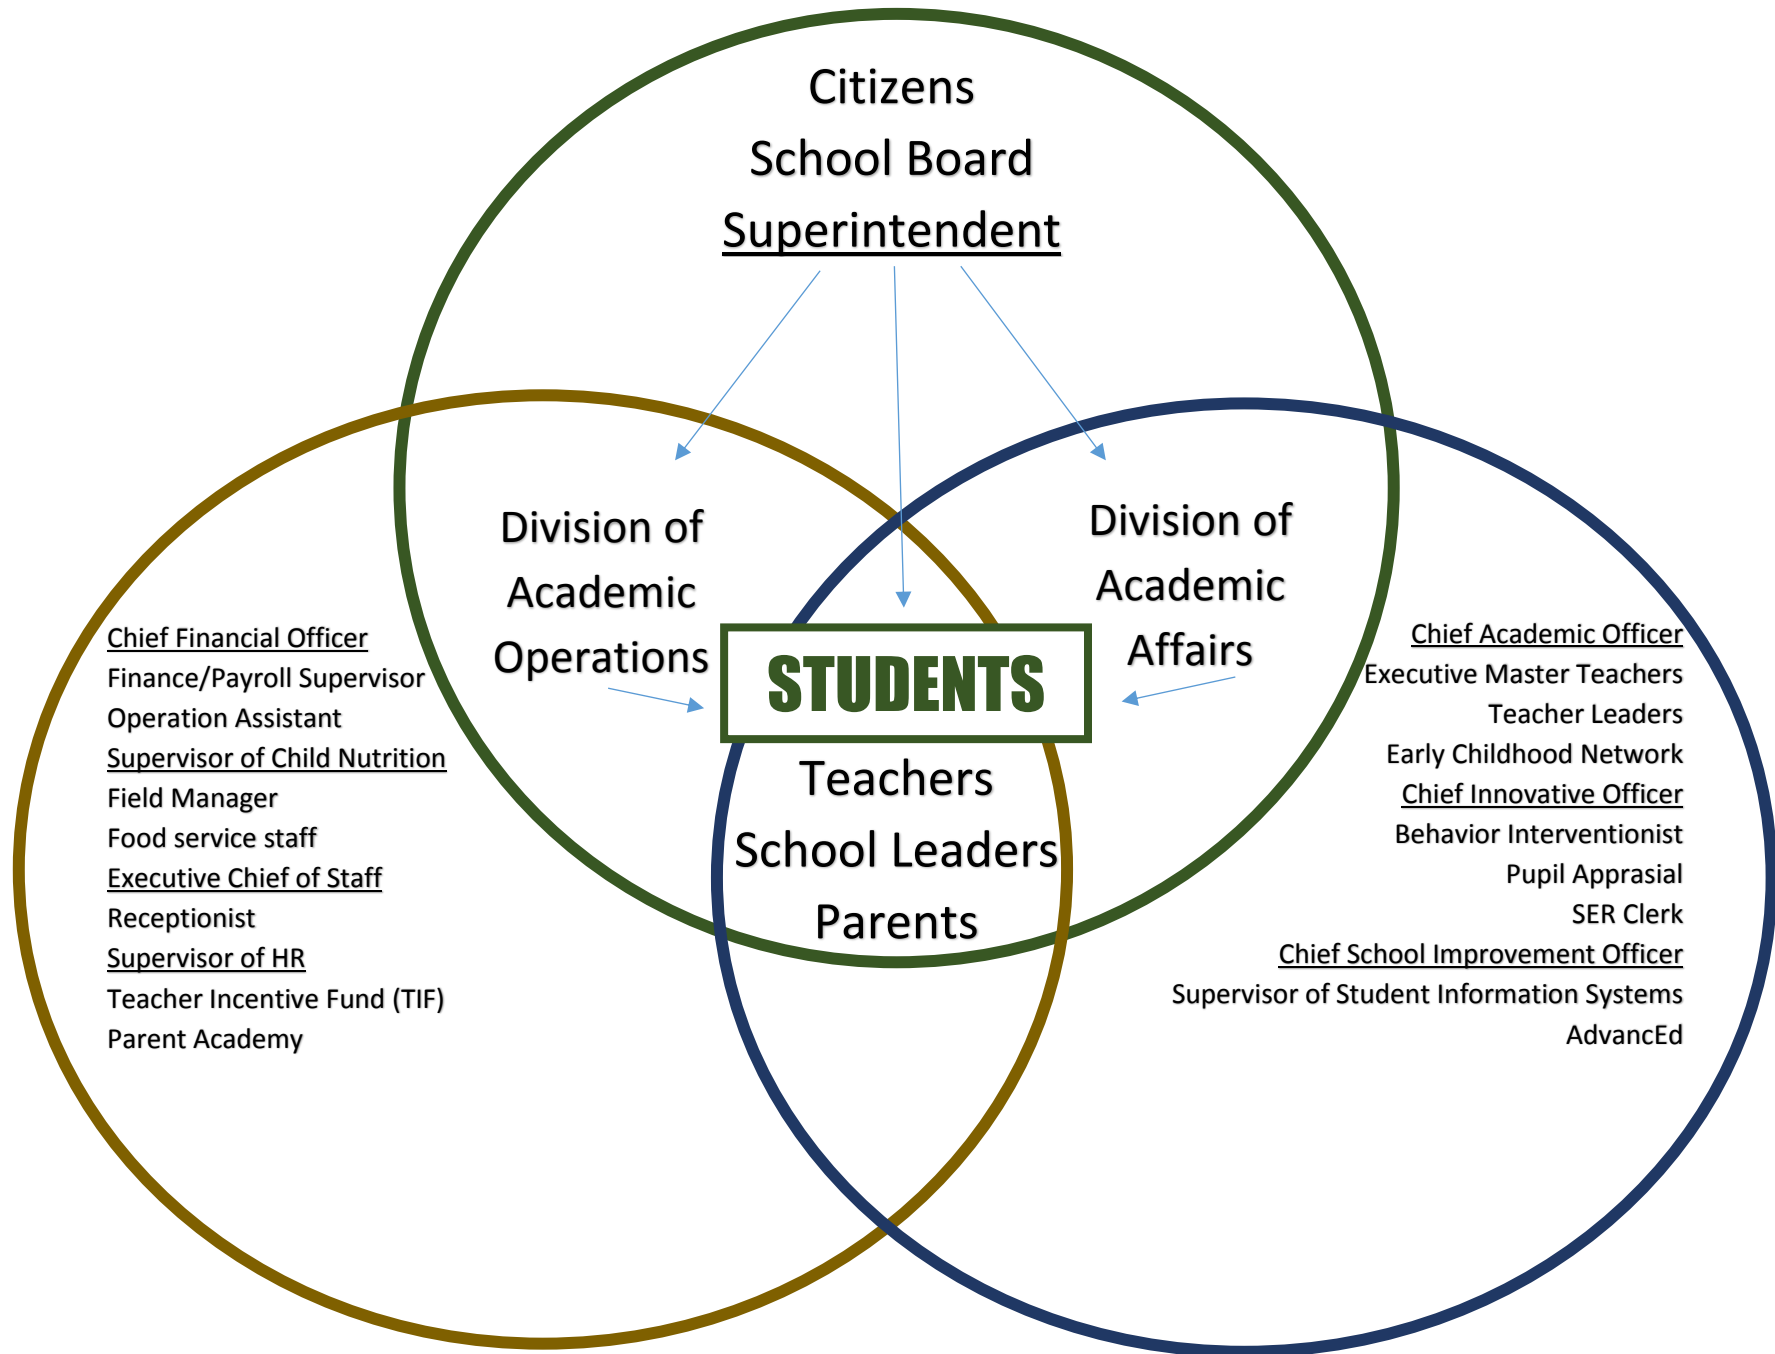 Citizens
School Board
Superintendent
Division of
Academic
Operations
Division of
Academic
Affairs
STUDENTS
Teachers
School Leaders
Parents
Chief Financial Officer
Finance/Payroll Supervisor
Operation Assistant
Supervisor of Child Nutrition
Field Manager
Food service staff
Executive Chief of Staff
Receptionist
Supervisor of HR
Teacher Incentive Fund (TIF)
Parent Academy
Chief Academic Officer
Executive Master Teachers
Teacher Leaders
Early Childhood Network
Chief Innovative Officer
Behavior Interventionist
Pupil Apprasial
SER Clerk
Chief School Improvement Officer
Supervisor of Student Information Systems
AdvancEd